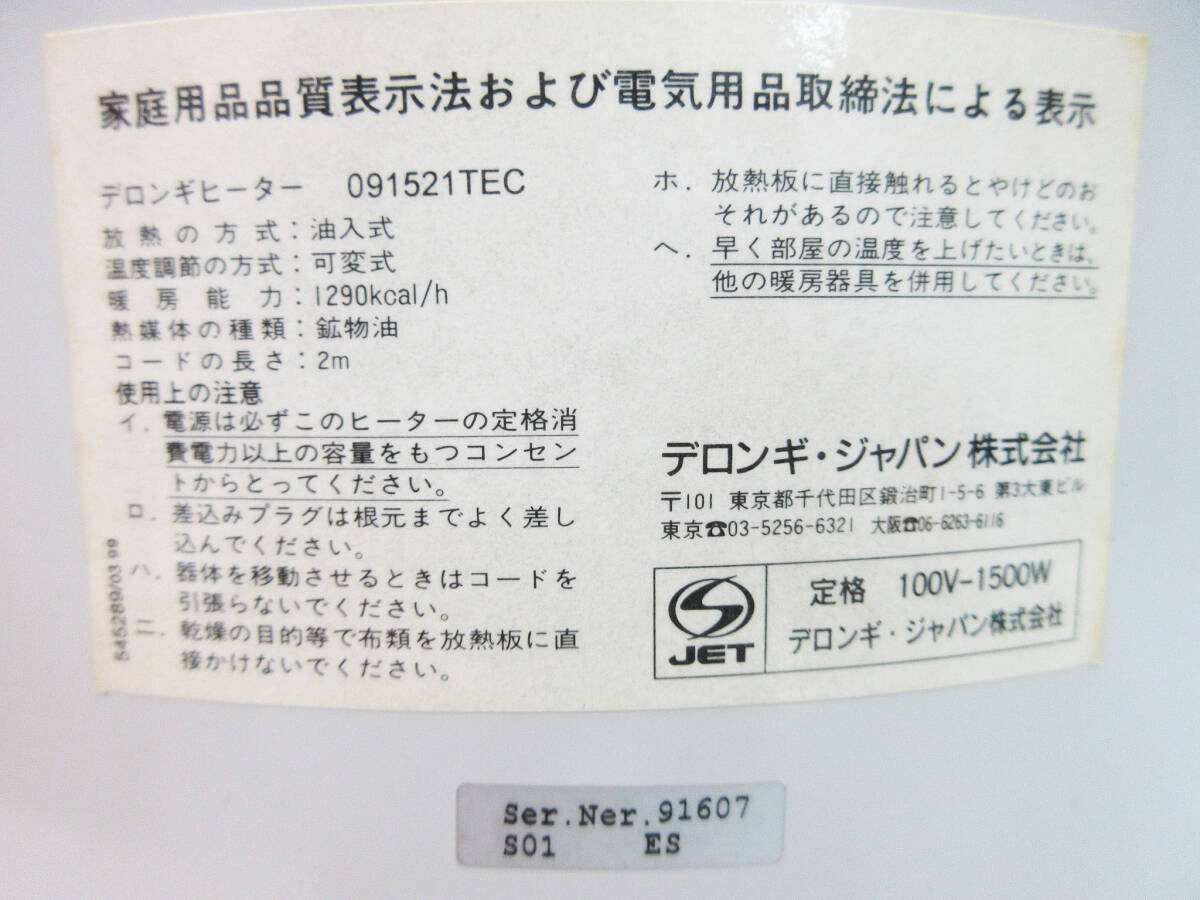 家庭用品品質表示法および電気用品取締法による表示
デロンギヒーター 091521TEC
放熱の方式：油入式
温度調節の方式：可変式
暖房能力：1290kcal/h
熱媒体の種類：鉱物油
コードの長さ：2m
使用上の注意
イ．電源は必ずこのヒーターの定格消
費電力以上の容量をもつコンセン
トからとってください。
ロ．差込みプラグは根元までよく差し
込んでください。
ハ．器体を移動させるときはコードを
引張らないでください。
ニ．乾燥の目的等で布類を放熱板に直
接かけないでください。
545289/03.99
ホ．放熱板に直接触れるとやけどのお
それがあるので注意してください。
ヘ．早く部屋の温度を上げたいときは、
他の暖房器具を併用してください。
デロンギ・ジャパン株式会社
〒101 東京都千代田区鍛治町1-5-6 第3大東ビル
東京☎03-5256-6321 大阪☎06-6263-6116
JET
定格 100V-1500W
デロンギ・ジャパン株式会社
Ser.Ner.91607
S01 ES